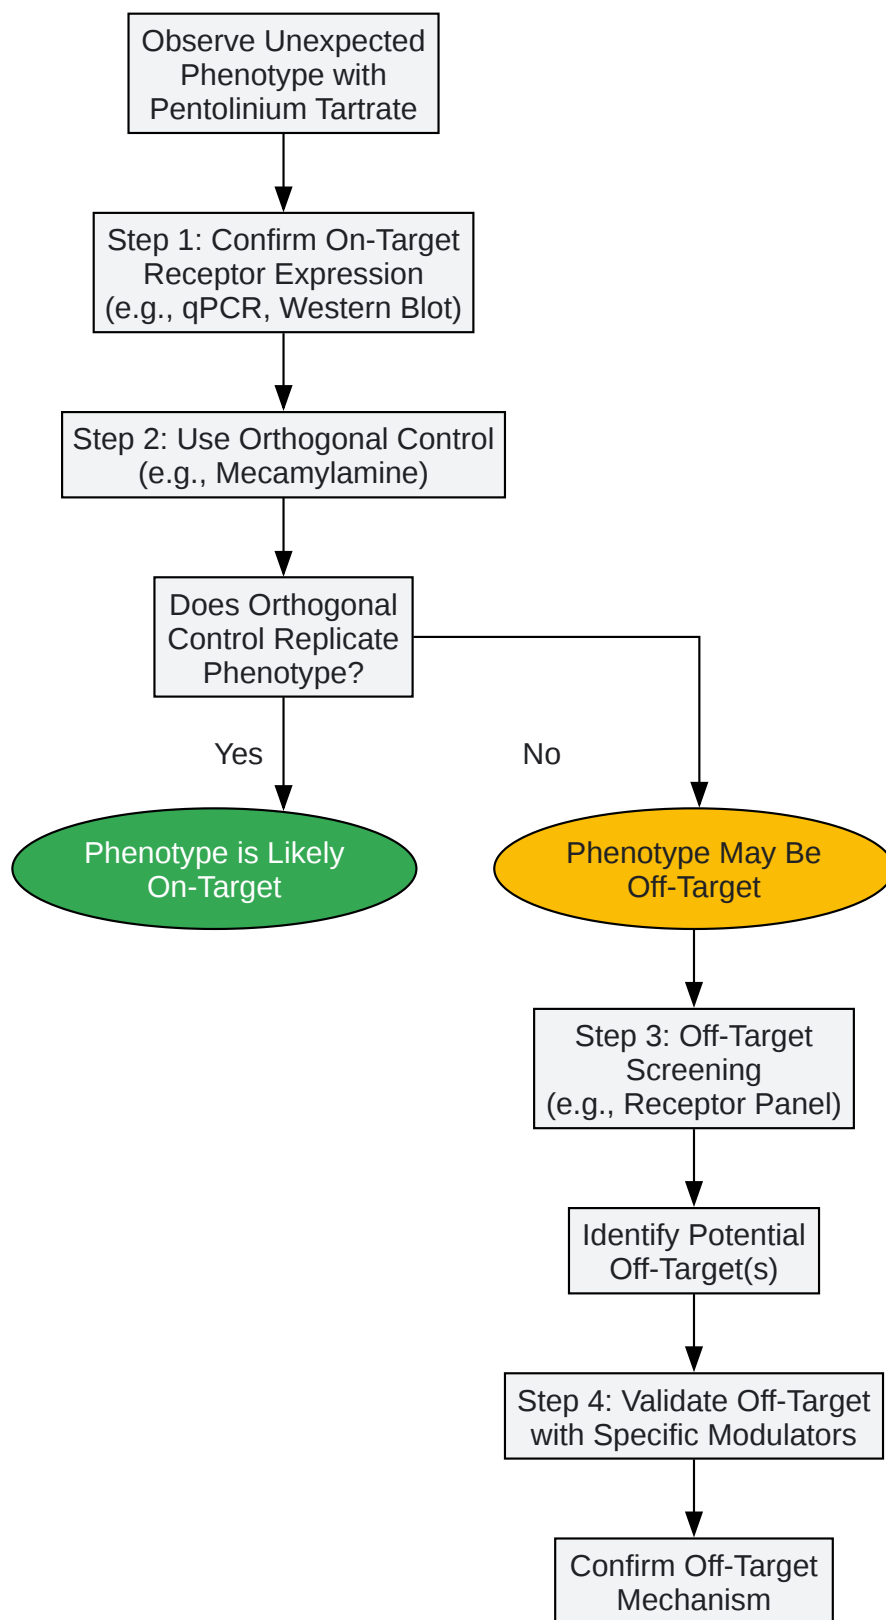 Observe Unexpected
Phenotype with
Pentolinium Tartrate
Step 1: Confirm On-Target
Receptor Expression
(e.g., qPCR, Western Blot)
Step 2: Use Orthogonal Control
(e.g., Mecamylamine)
Does Orthogonal
Control Replicate
Phenotype?
Yes
No
Phenotype is Likely
On-Target
Phenotype May Be
Off-Target
Step 3: Off-Target
Screening
(e.g., Receptor Panel)
Identify Potential
Off-Target(s)
Step 4: Validate Off-Target
with Specific Modulators
Confirm Off-Target
Mechanism